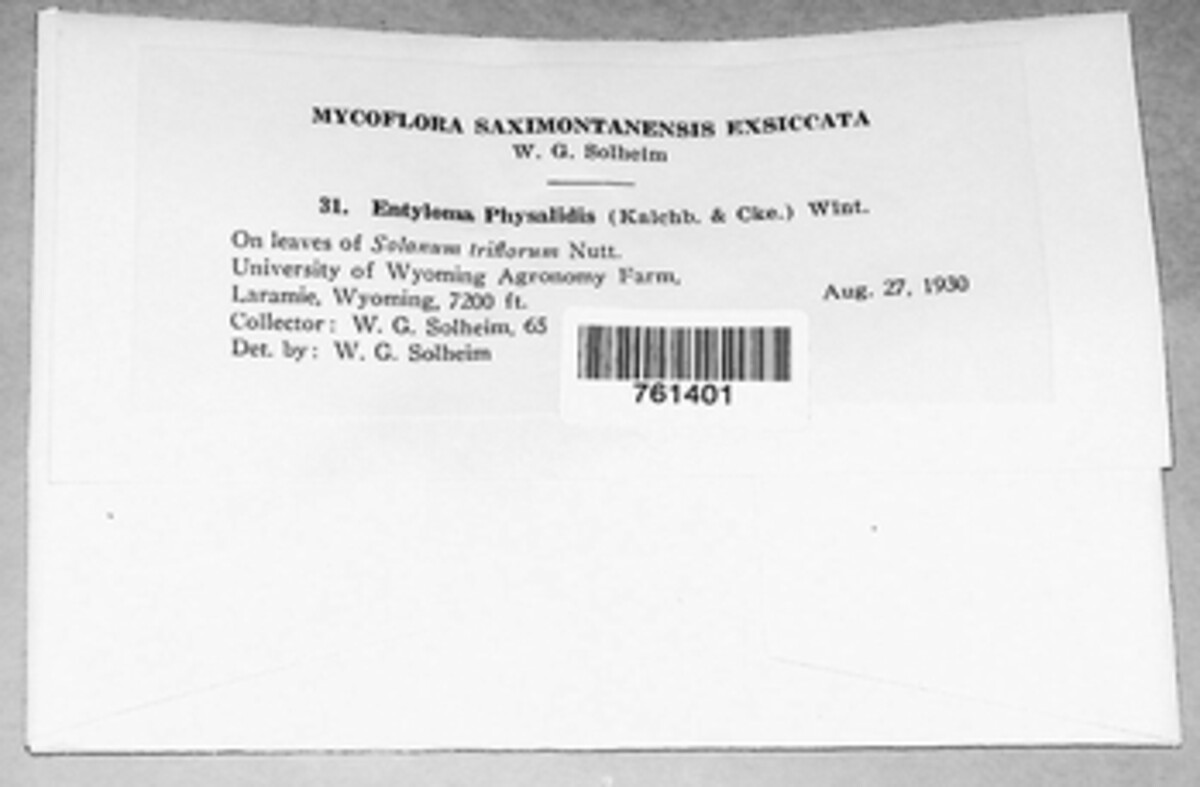 MYCOFLORA SAXIMONTANENSIS EXSICCATA
W. G. Solheim
31. Entyloma Physalidis (Kalchb. & Cke.) Wint.
On leaves of Solanum triflorum Nutt.
University of Wyoming Agronomy Farm,
Laramie, Wyoming, 7200 ft. Aug. 27, 1930
Collector: W. G. Solheim, 65
Det. by: W. G. Solheim
761401